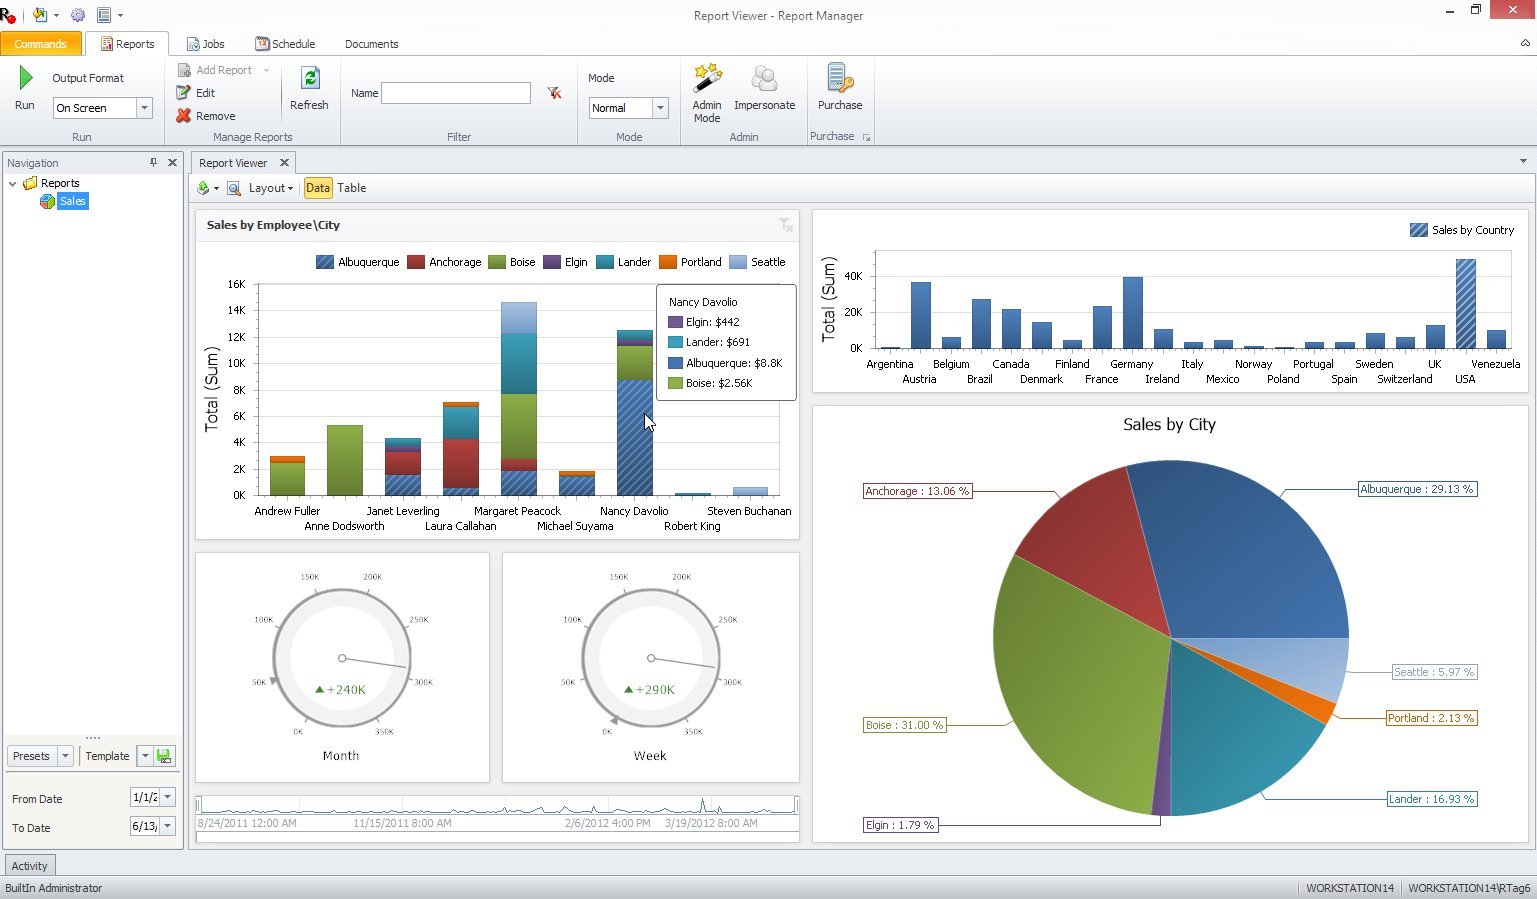 Report Viewer - Report Manager
Commands Reports Jobs Schedule Documents
Run
Output Format
On Screen
Run
Add Report
Edit
Remove
Refresh
Manage Reports
Name
Filter
Mode
Normal
Mode
Admin Mode
Impersonate
Admin
Purchase
Purchase
Navigation
Reports
Sales
Presets Template
From Date 1/1/2
To Date 6/13/
Report Viewer
Layout Data Table
Sales by Employee\City
Albuquerque Anchorage Boise Elgin Lander Portland Seattle
Total (Sum)
16K
14K
12K
10K
8K
6K
4K
2K
0K
Andrew Fuller Janet Leverling Margaret Peacock Nancy Davolio Steven Buchanan
Anne Dodsworth Laura Callahan Michael Suyama Robert King
Nancy Davolio
Elgin: $442
Lander: $691
Albuquerque: $8.8K
Boise: $2.56K
0K 50K 100K 150K 200K 250K 300K 350K
+240K
Month
0K 50K 100K 150K 200K 250K 300K 350K
+290K
Week
8/24/2011 12:00 AM 11/15/2011 8:00 AM 2/6/2012 4:00 PM 3/19/2012 8:00 AM
Sales by Country
Total (Sum)
40K
20K
0K
Argentina Belgium Canada Finland Germany Italy Norway Portugal Sweden UK Venezuela
Austria Brazil Denmark France Ireland Mexico Poland Spain Switzerland USA
Sales by City
Anchorage : 13.06 %
Albuquerque : 29.13 %
Seattle : 5.97 %
Portland : 2.13 %
Boise : 31.00 %
Lander : 16.93 %
Elgin : 1.79 %
Activity
BuiltIn Administrator
WORKSTATION14 WORKSTATION14\RTag6